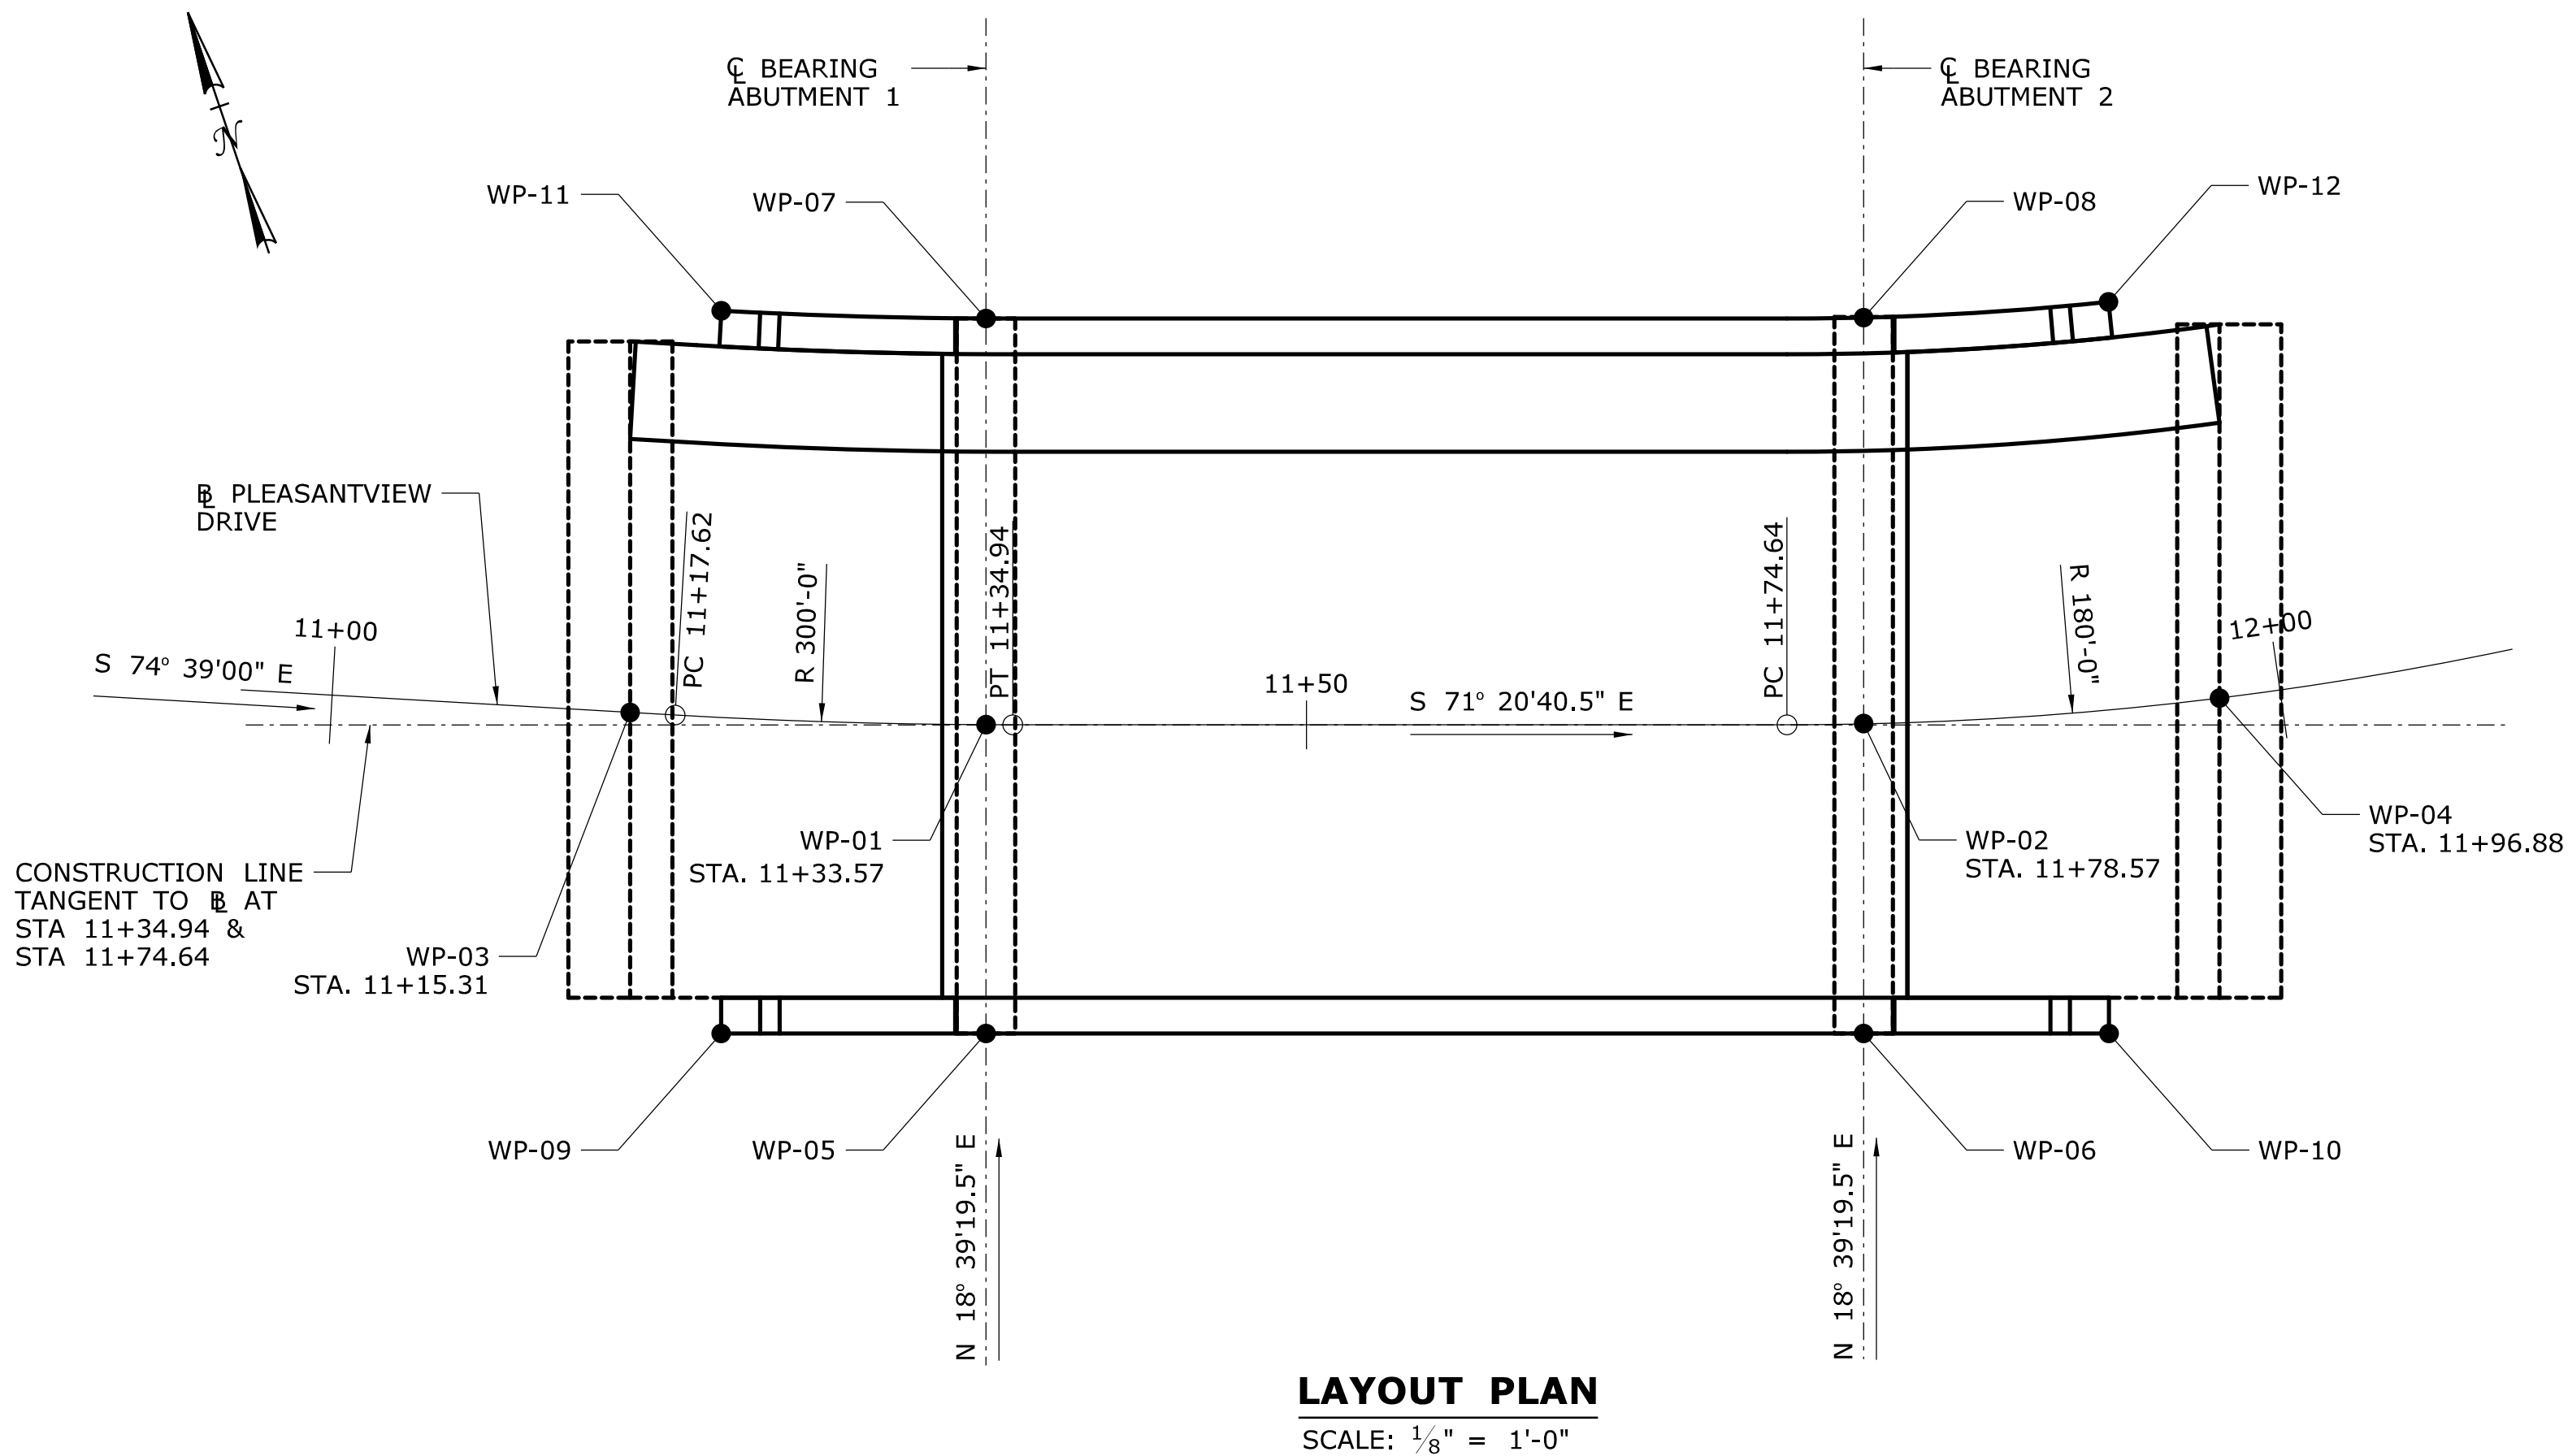 ℄ BEARING
ABUTMENT 1
℄ BEARING
ABUTMENT 2
N
WP-11
WP-07
WP-08
WP-12
BL PLEASANTVIEW
DRIVE
11+00
S 74° 39'00" E
PC 11+17.62
R 300'-0"
PT 11+34.94
11+50
S 71° 20'40.5" E
PC 11+74.64
R 180'-0"
12+00
WP-01
STA. 11+33.57
WP-02
STA. 11+78.57
WP-04
STA. 11+96.88
CONSTRUCTION LINE
TANGENT TO BL AT
STA 11+34.94 &
STA 11+74.64
WP-03
STA. 11+15.31
WP-09
WP-05
WP-06
WP-10
N 18° 39'19.5" E
N 18° 39'19.5" E
LAYOUT PLAN
SCALE: 1/8" = 1'-0"